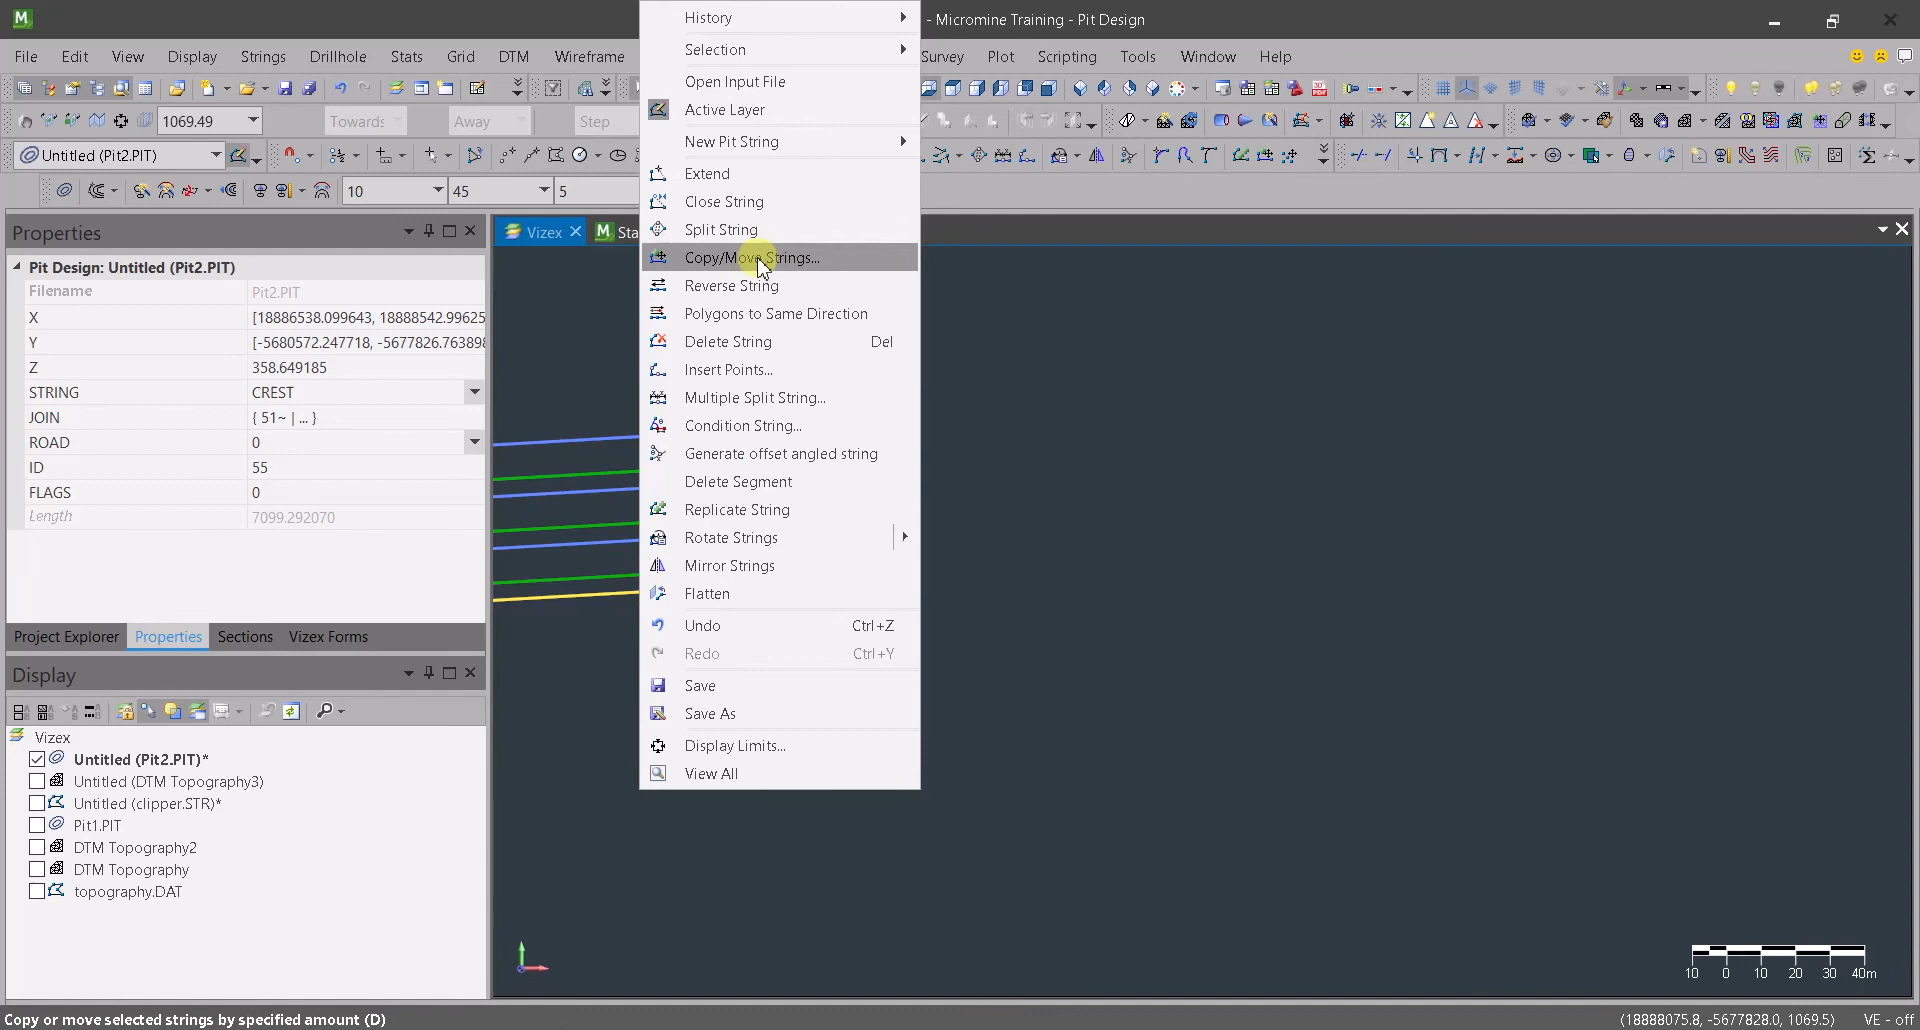 M
- Micromine Training - Pit Design
File Edit View Display Strings Drillhole Stats Grid DTM Wireframe Survey Plot Scripting Tools Window Help
1069.49 Towards Away Step
Untitled (Pit2.PIT)
10 45 5
Properties
Pit Design: Untitled (Pit2.PIT)
Filename Pit2.PIT
X [18886538.099643, 18888542.99625
Y [-5680572.247718, -5677826.763898
Z 358.649185
STRING CREST
JOIN { 51~ | ... }
ROAD 0
ID 55
FLAGS 0
Length 7099.292070
Project Explorer Properties Sections Vizex Forms
Display
Vizex
Untitled (Pit2.PIT)*
Untitled (DTM Topography3)
Untitled (clipper.STR)*
Pit1.PIT
DTM Topography2
DTM Topography
topography.DAT
Vizex M Sta
History
Selection
Open Input File
Active Layer
New Pit String
Extend
Close String
Split String
Copy/Move Strings...
Reverse String
Polygons to Same Direction
Delete String Del
Insert Points...
Multiple Split String...
Condition String...
Generate offset angled string
Delete Segment
Replicate String
Rotate Strings
Mirror Strings
Flatten
Undo Ctrl+Z
Redo Ctrl+Y
Save
Save As
Display Limits...
View All
10 0 10 20 30 40m
Copy or move selected strings by specified amount (D)
(18888075.8, -5677828.0, 1069.5) VE - off